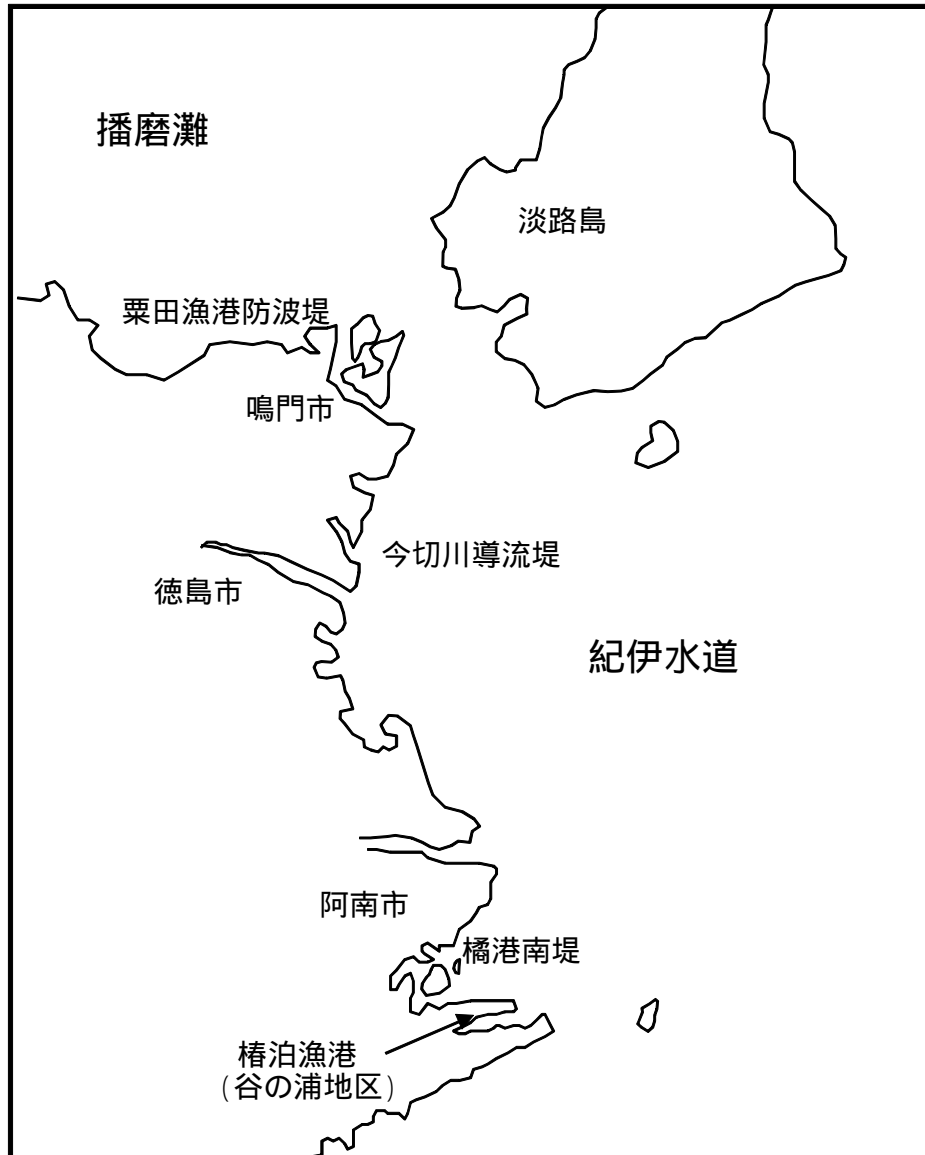 播磨灘
淡路島
粟田漁港防波堤
鳴門市
今切川導流堤
徳島市
紀伊水道
阿南市
橘港南堤
椿泊漁港
(谷の浦地区)